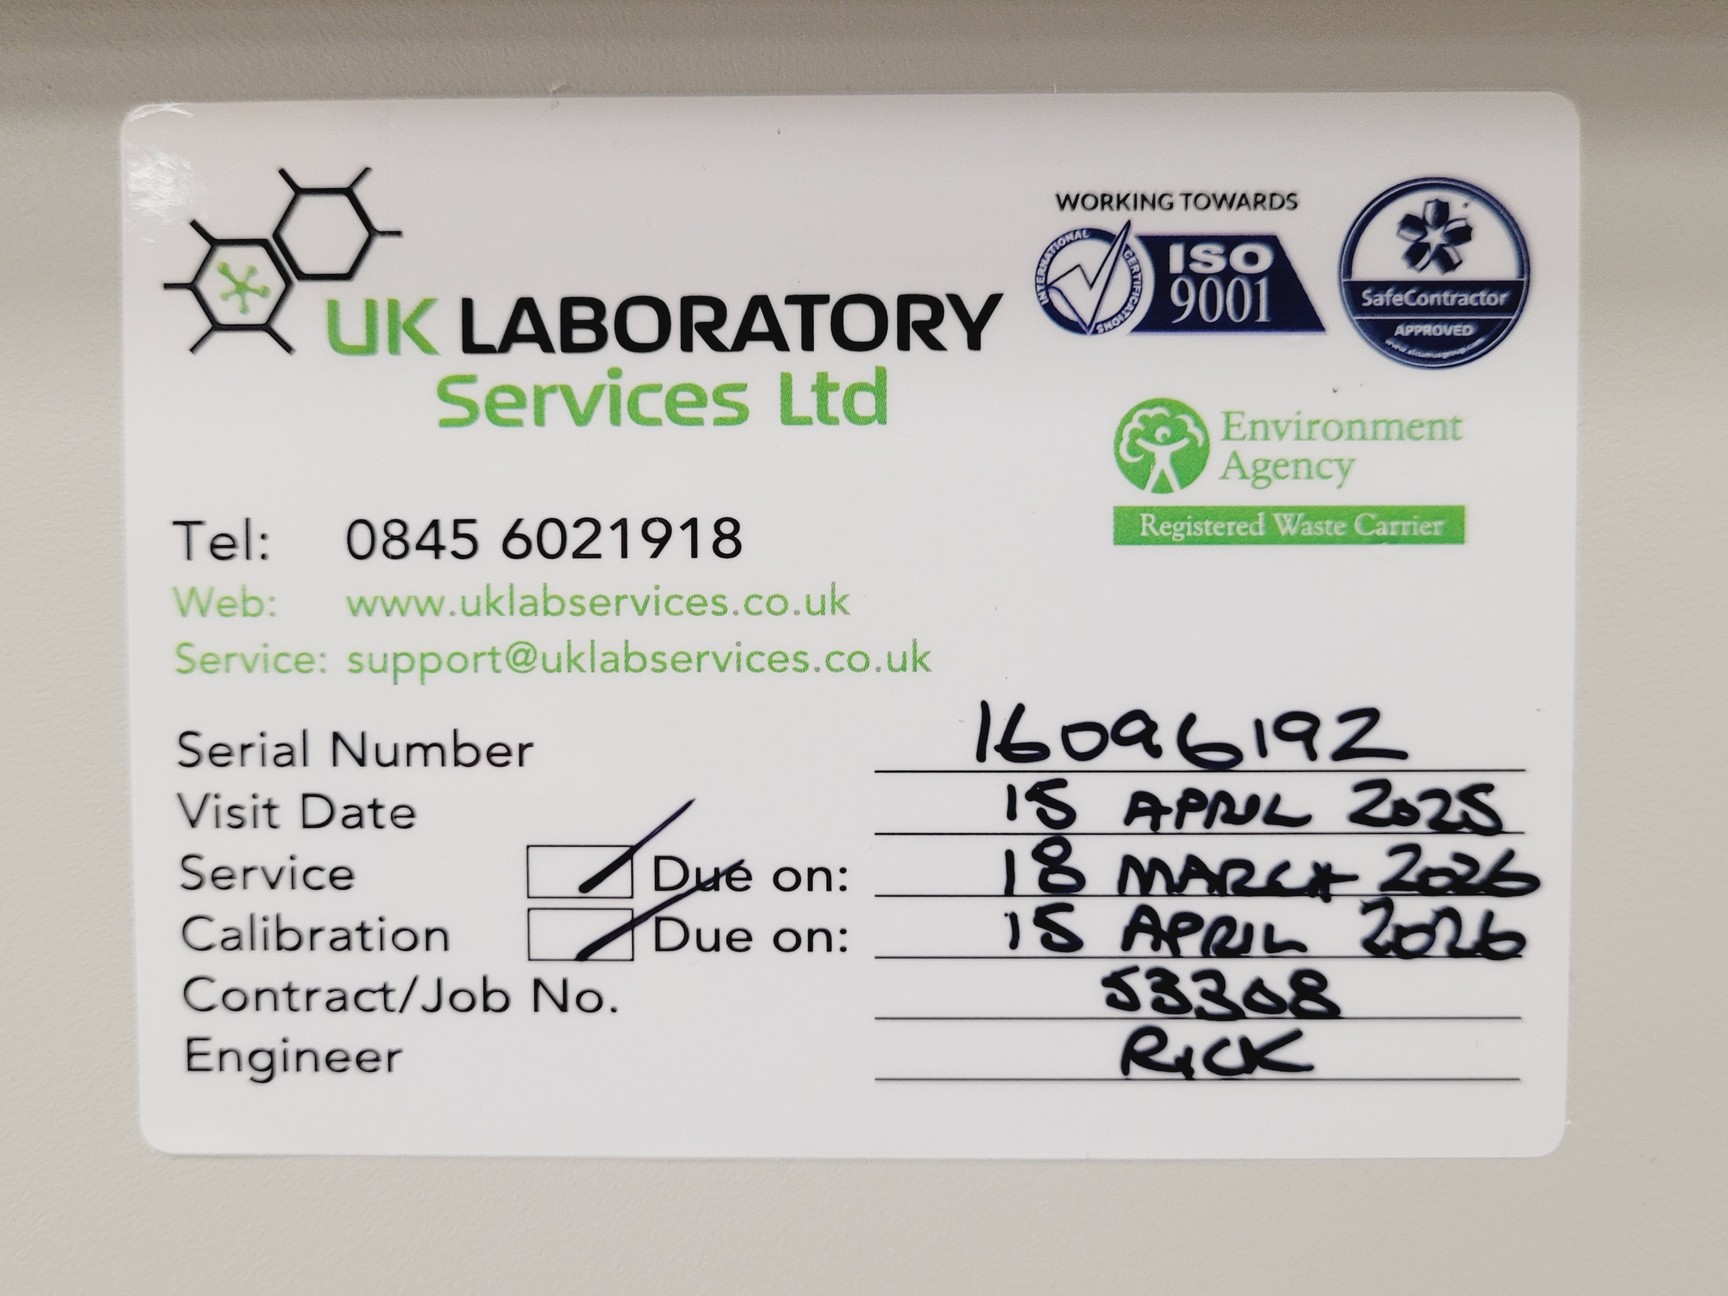 WORKING TOWARDS
INTERNATIONAL CERTIFICATIONS
ISO
9001
SafeContractor
APPROVED
UK LABORATORY
Services Ltd
Environment
Agency
Registered Waste Carrier
Tel: 0845 6021918
Web: www.uklabservices.co.uk
Service: support@uklabservices.co.uk
Serial Number 16096192
Visit Date 15 APRIL 2025
Service Due on: 18 MARCH 2026
Calibration Due on: 15 APRIL 2026
Contract/Job No. 53308
Engineer RICK